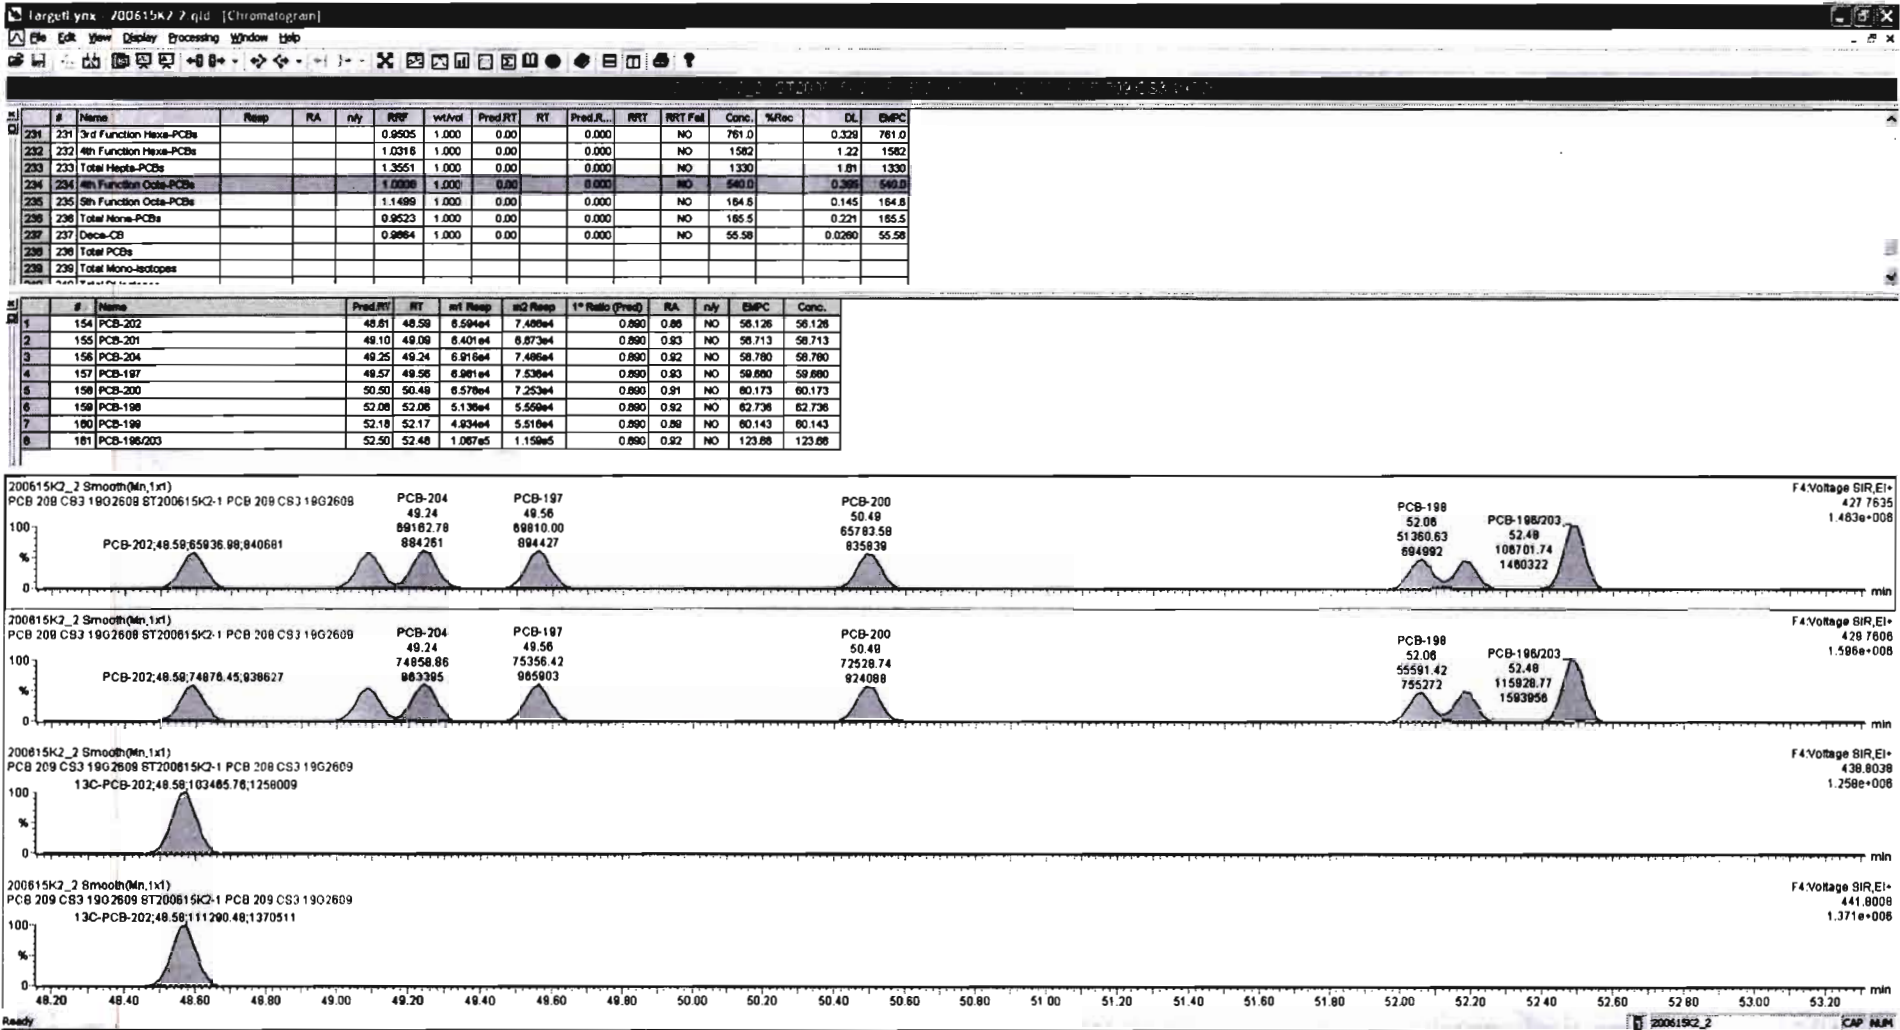 TargetLynx - 200615K2_2.qld - [Chromatogram]
File Edit View Display Processing Window Help
# Name Resp RA n/y RRF wt/vol Pred.RT RT Pred.R... RRT RRT Fail Conc. %Rec DL EMPC
231 231 3rd Function Hexa-PCBs 0.9505 1.000 0.00 0.000 NO 761.0 0.329 761.0
232 232 4th Function Hexa-PCBs 1.0316 1.000 0.00 0.000 NO 1582 1.22 1582
233 233 Total Hepta-PCBs 1.3551 1.000 0.00 0.000 NO 1330 1.81 1330
234 234 4th Function Octa-PCBs 1.000 0.00 0.000 NO 540.0 540.0
235 235 5th Function Octa-PCBs 1.1499 1.000 0.00 0.000 NO 164.8 0.145 164.8
236 236 Total Nona-PCBs 0.9523 1.000 0.00 0.000 NO 165.5 0.221 165.5
237 237 Deca-CB 0.9864 1.000 0.00 0.000 NO 55.58 0.0260 55.58
238 238 Total PCBs
239 239 Total Mono-Isotopes
# Name Pred.RT RT m1 Resp m2 Resp 1° Ratio (Pred) RA n/y EMPC Conc.
1 154 PCB-202 48.61 48.59 6.594e4 7.488e4 0.890 0.88 NO 56.126 56.126
2 155 PCB-201 49.10 49.09 6.401e4 6.873e4 0.890 0.93 NO 56.713 56.713
3 156 PCB-204 49.25 49.24 6.916e4 7.486e4 0.890 0.92 NO 58.780 58.780
4 157 PCB-197 49.57 49.56 6.981e4 7.536e4 0.890 0.93 NO 59.660 59.660
5 158 PCB-200 50.50 50.49 6.578e4 7.253e4 0.890 0.91 NO 60.173 60.173
6 159 PCB-198 52.08 52.06 5.136e4 5.559e4 0.890 0.92 NO 62.736 62.736
7 160 PCB-199 52.18 52.17 4.934e4 5.516e4 0.890 0.89 NO 60.143 60.143
8 161 PCB-196/203 52.50 52.48 1.067e5 1.159e5 0.890 0.92 NO 123.66 123.66
200615K2_2 Smooth(Mn,1x1)
PCB 209 CS3 19G2609 ST200615K2-1 PCB 209 CS3 19G2609
F4:Voltage SIR,EI+
427.7635
1.463e+006
PCB-202;48.59;65936.98;840681
PCB-204
49.24
69162.78
884261
PCB-197
49.56
69810.00
894427
PCB-200
50.49
65783.58
835839
PCB-198
52.06
51360.63
694992
PCB-196/203
52.48
106701.74
1460322
100
%
0
min
200615K2_2 Smooth(Mn,1x1)
PCB 209 CS3 19G2609 ST200615K2-1 PCB 209 CS3 19G2609
F4:Voltage SIR,EI+
429.7606
1.596e+006
PCB-202;48.59;74876.45;938627
PCB-204
49.24
74858.86
963395
PCB-197
49.56
75356.42
965903
PCB-200
50.49
72528.74
924088
PCB-198
52.06
55591.42
755272
PCB-196/203
52.48
115928.77
1593956
100
%
0
min
200615K2_2 Smooth(Mn,1x1)
PCB 209 CS3 19G2609 ST200615K2-1 PCB 209 CS3 19G2609
F4:Voltage SIR,EI+
439.8038
1.258e+006
13C-PCB-202;48.58;103465.76;1258009
100
%
0
min
200615K2_2 Smooth(Mn,1x1)
PCB 209 CS3 19G2609 ST200615K2-1 PCB 209 CS3 19G2609
F4:Voltage SIR,EI+
441.8008
1.371e+006
13C-PCB-202;48.58;111290.48;1370511
100
%
0
min
48.20 48.40 48.60 48.80 49.00 49.20 49.40 49.60 49.80 50.00 50.20 50.40 50.60 50.80 51.00 51.20 51.40 51.60 51.80 52.00 52.20 52.40 52.60 52.80 53.00 53.20
Ready 200615K2_2 CAP NUM